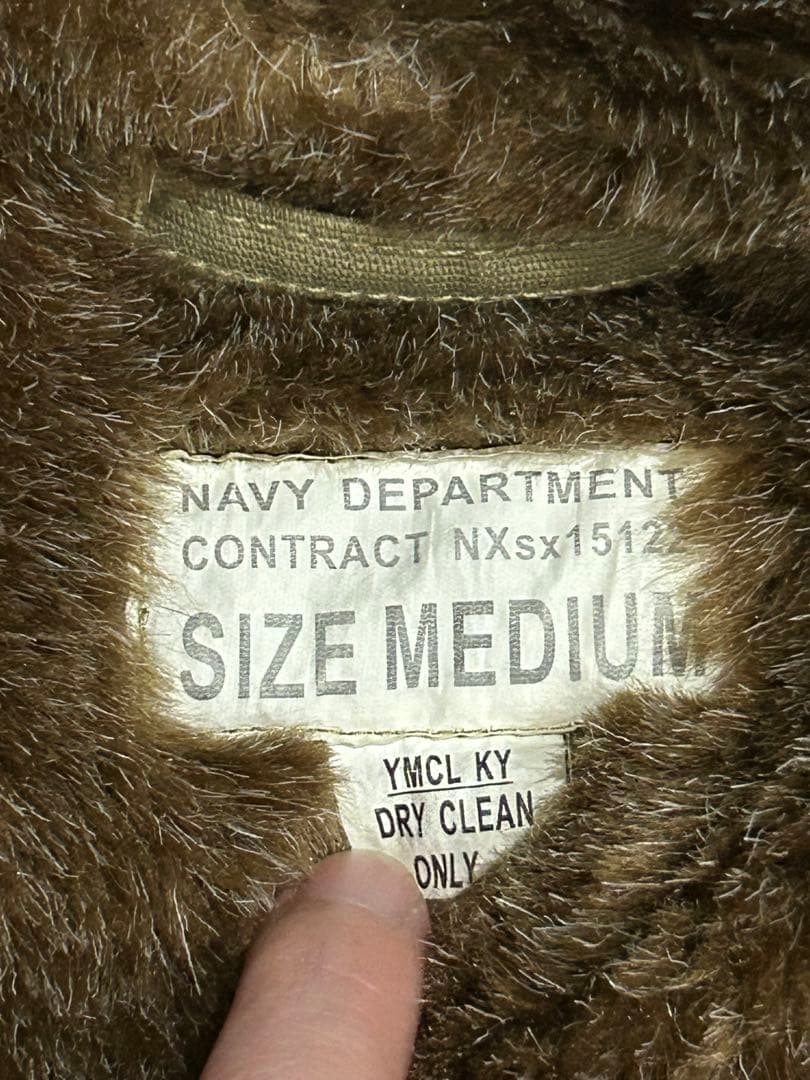 NAVY DEPARTMENT
CONTRACT NXsx1512
SIZE MEDIUM
YMCL KY
DRY CLEAN
ONLY